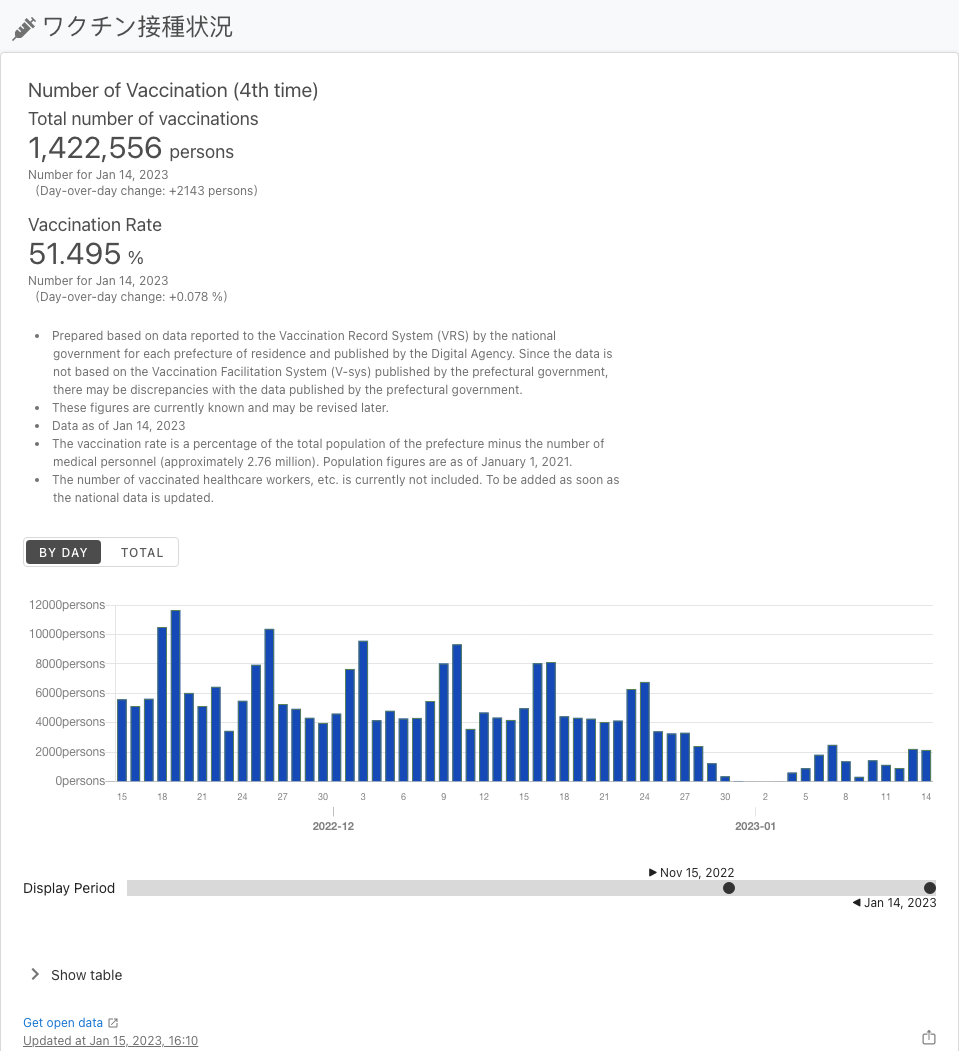 ワクチン接種状況
Number of Vaccination (4th time)
Total number of vaccinations
1,422,556 persons
Number for Jan 14, 2023
(Day-over-day change: +2143 persons)
Vaccination Rate
51.495 %
Number for Jan 14, 2023
(Day-over-day change: +0.078 %)
• Prepared based on data reported to the Vaccination Record System (VRS) by the national
government for each prefecture of residence and published by the Digital Agency. Since the data is
not based on the Vaccination Facilitation System (V-sys) published by the prefectural government,
there may be discrepancies with the data published by the prefectural government.
• These figures are currently known and may be revised later.
• Data as of Jan 14, 2023
• The vaccination rate is a percentage of the total population of the prefecture minus the number of
medical personnel (approximately 2.76 million). Population figures are as of January 1, 2021.
• The number of vaccinated healthcare workers, etc. is currently not included. To be added as soon as
the national data is updated.
BY DAY TOTAL
12000persons
10000persons
8000persons
6000persons
4000persons
2000persons
0persons
15 18 21 24 27 30 3 6 9 12 15 18 21 24 27 30 2 5 8 11 14
2022-12 2023-01
Nov 15, 2022
Display Period
Jan 14, 2023
Show table
Get open data
Updated at Jan 15, 2023, 16:10